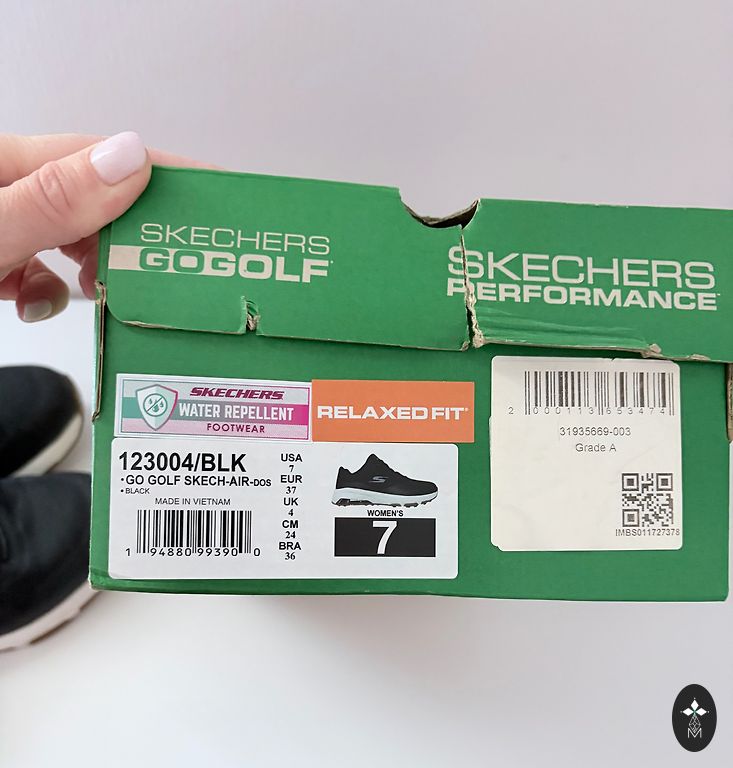 SKECHERS
GOGOLF
SKECHERS
PERFORMANCE
SKECHERS
WATER REPELLENT
FOOTWEAR
RELAXED FIT®
123004/BLK
•GO GOLF SKECH-AIR-DOS
•BLACK
MADE IN VIETNAM
1 94880 99390 0
USA
7
EUR
37
UK
4
CM
24
BRA
36
WOMEN'S
7
2 000113 653474
31935669-003
Grade A
IMBS011727378
M